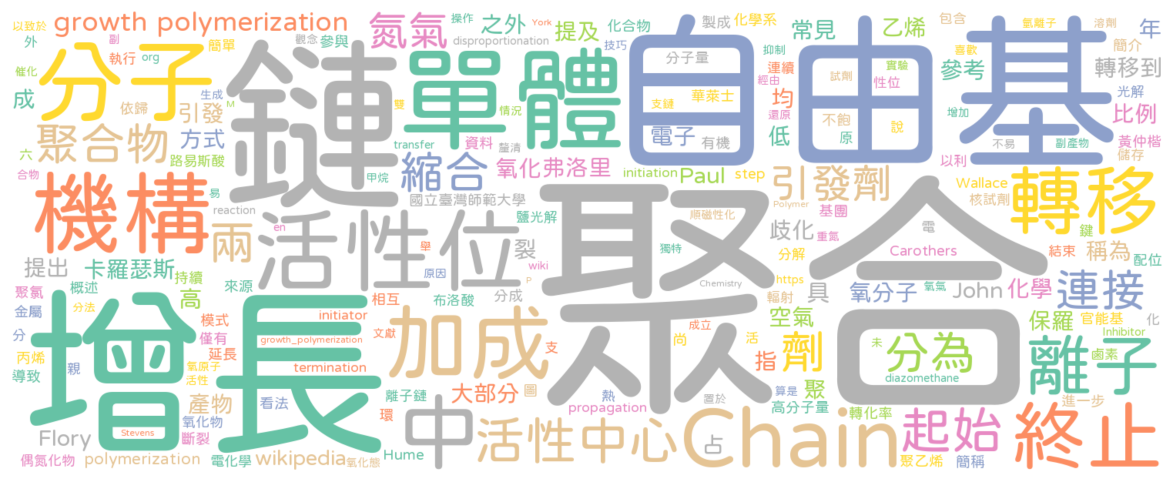 以致於 外 growth polymerization 氮氣 操作 之外 York 提及 化合物 製成 化學系 乙烯 包含 氫離子 溶劑 年
副 執行 org 簡單 觀念 參與 disproportionation 技巧 分子量 常見 抑制 試劑 實驗 喜歡 簡介 轉移到
催化 成 分子 鏈 單體 自由基 連續 參考
依歸 生成 M 雙 情況 支鏈 華萊士 均 經由 性位 增加 光解 比例
聚合物 引發 方式 資料 電子 還原 低 不飽 說 不易 副產物 黃仲楷
六 路易斯酸 transfer 釐清 有機 原 以利 儲存
合物 易 甲烷 縮合 氧化弗洛里 initiation Paul step 引發劑 Wallace 轉移
機構 兩 reaction 國立臺灣師範大學 Polymer 核試劑
活性位 鹽光解 順磁性化 基團 歧化 重氮 聚合 電 Carothers 鍵 稱為
提出 卡羅瑟斯 en 舉 裂 wiki 獨特 分解 結束 配位
聚氯 持續 來源 原因 Chemistry https 具 氧分子 氧氣 John 化學 連接
概述 高 相互 布洛酸 分成 P 輻射 空氣 官能基
金屬 分法 模式 initiator 文獻 加成 尚 成立 活 保羅 化
分 丙烯 僅有 growth_polymerization 支 指 劑 未 分為 Inhibitor
導致 親 氧原子 延長 termination 離子鏈 圖 大部分 熱 置於 聚 算是 diazomethane 離子 鹵素
增長 活性 產物 看法 環 propagation 高分子量 轉化率 進一步
Flory Stevens 氧化物 斷裂 Hume 中 活性中心 Chain 占 起始 終止
偶氮化物 polymerization 電化學 wikipedia 氧化態 聚乙烯 簡稱